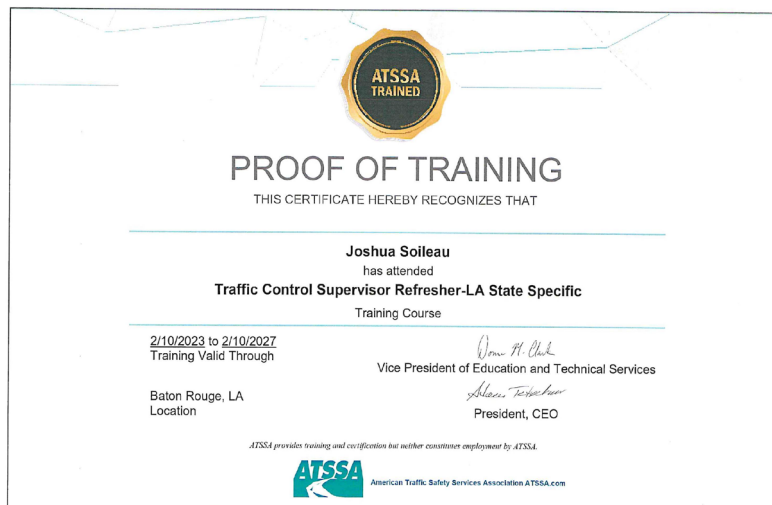 ATSSA
TRAINED
PROOF OF TRAINING
THIS CERTIFICATE HEREBY RECOGNIZES THAT
Joshua Soileau
has attended
Traffic Control Supervisor Refresher-LA State Specific
Training Course
2/10/2023 to 2/10/2027
Training Valid Through
Vice President of Education and Technical Services
Baton Rouge, LA
Location
President, CEO
ATSSA provides training and certification but neither constitutes employment by ATSSA.
ATSSA
American Traffic Safety Services Association ATSSA.com